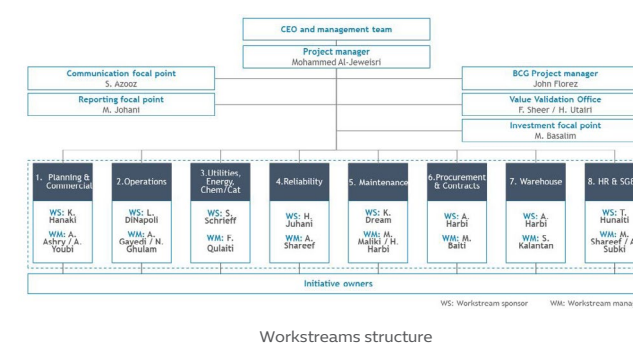 CEO and management team
Project manager
Mohammed Al-Jeweisri
Communication focal point
S. Azooz
BCG Project manager
John Florez
Reporting focal point
M. Johani
Value Validation Office
F. Sheer / H. Utairi
Investment focal point
M. Basalim
1. Planning &
Commercial
WS: K.
Hanaki
WM: A.
Ashry / A.
Youbi
2.Operations
WS: L.
DiNapoli
WM: A.
Gayedi / N.
Ghulam
3.Utilities,
Energy,
Chem/Cat
WS: S.
Schrieff
WM: F.
Qulaiti
4.Reliability
WS: H.
Juhani
WM: A.
Shareef
5. Maintenance
WS: K.
Dream
WM: M.
Maliki / H.
Harbi
6.Procurement
& Contracts
WS: A.
Harbi
WM: M.
Baiti
7. Warehouse
WS: A.
Harbi
WM: S.
Kalantan
8. HR & SG&
WS: T.
Hunaiti
WM: M.
Shareef / A
Subki
Initiative owners
WS: Workstream sponsor WM: Workstream mana
Workstreams structure